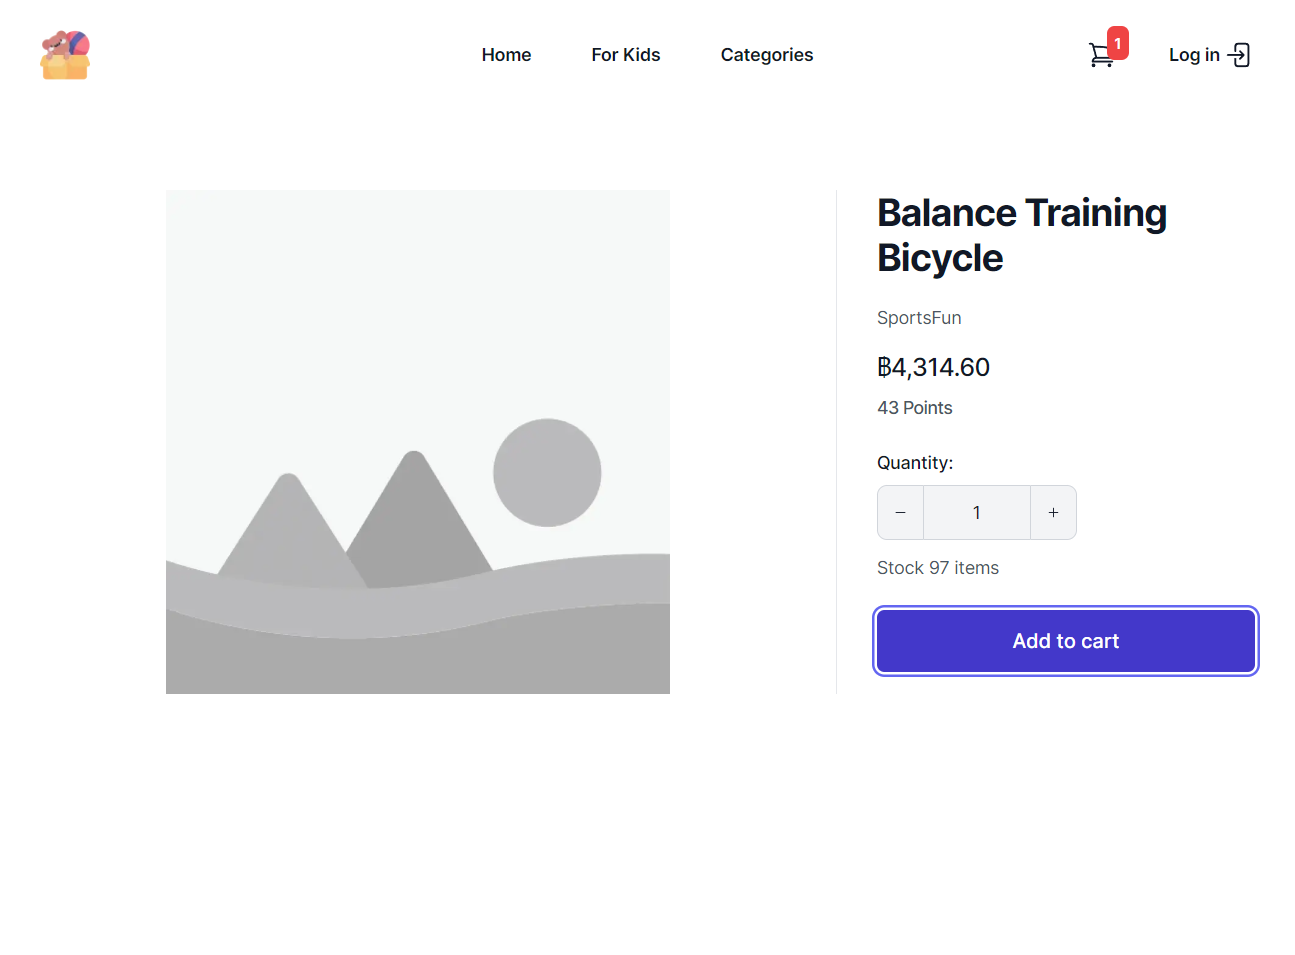 Home
For Kids
Categories
1
Log in
Balance Training
Bicycle
SportsFun
฿4,314.60
43 Points
Quantity:
− 1 +
Stock 97 items
Add to cart